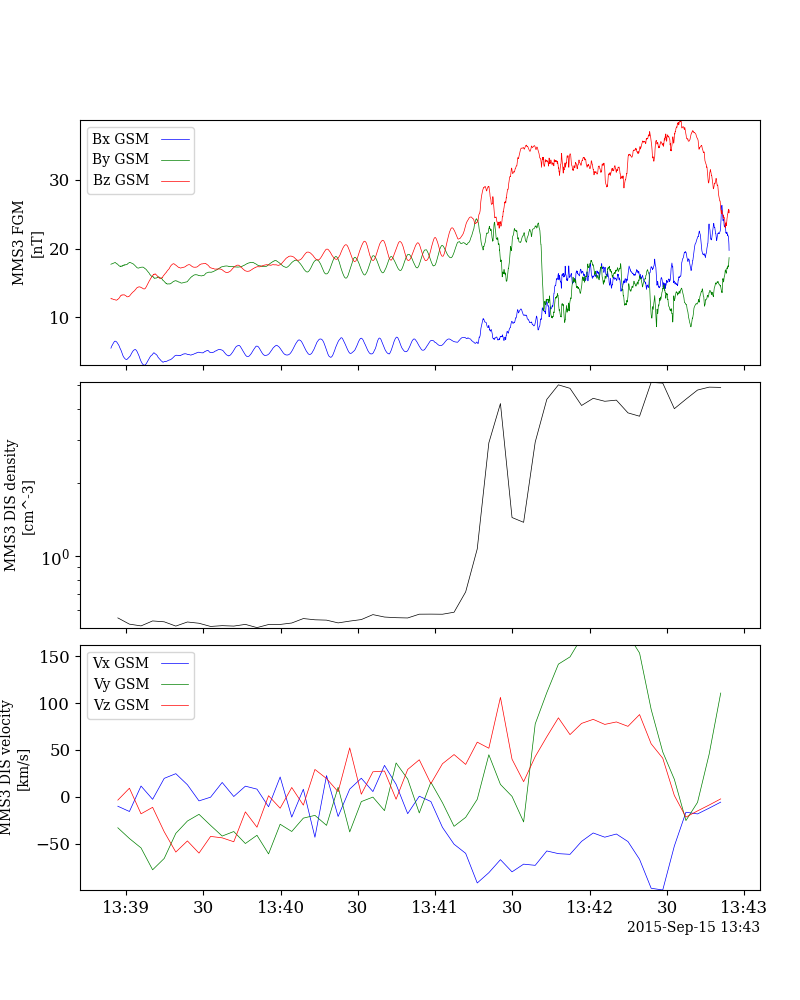 MMS3 FGM
[nT]
30
20
10
Bx GSM
By GSM
Bz GSM
MMS3 DIS density
[cm^-3]
10^0
MMS3 DIS velocity
[km/s]
150
100
50
0
−50
Vx GSM
Vy GSM
Vz GSM
13:39 30 13:40 30 13:41 30 13:42 30 13:43
2015-Sep-15 13:43